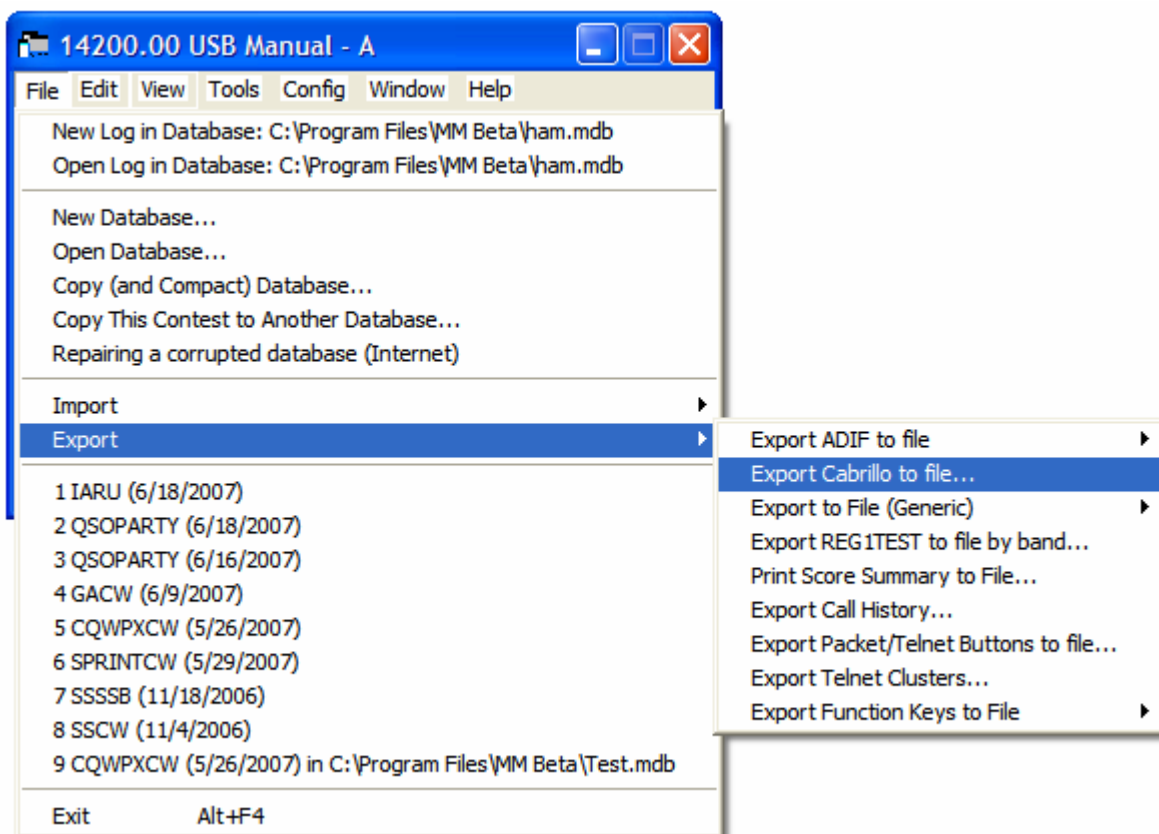 14200.00 USB Manual - A
File Edit View Tools Config Window Help
New Log in Database: C:\Program Files\MM Beta\ham.mdb
Open Log in Database: C:\Program Files\MM Beta\ham.mdb
New Database...
Open Database...
Copy (and Compact) Database...
Copy This Contest to Another Database...
Repairing a corrupted database (Internet)
Import
Export
1 IARU (6/18/2007)
2 QSOPARTY (6/18/2007)
3 QSOPARTY (6/16/2007)
4 GACW (6/9/2007)
5 CQWPXCW (5/26/2007)
6 SPRINTCW (5/29/2007)
7 SSSSB (11/18/2006)
8 SSCW (11/4/2006)
9 CQWPXCW (5/26/2007) in C:\Program Files\MM Beta\Test.mdb
Exit Alt+F4
Export ADIF to file
Export Cabrillo to file...
Export to File (Generic)
Export REG1TEST to file by band...
Print Score Summary to File...
Export Call History...
Export Packet/Telnet Buttons to file...
Export Telnet Clusters...
Export Function Keys to File